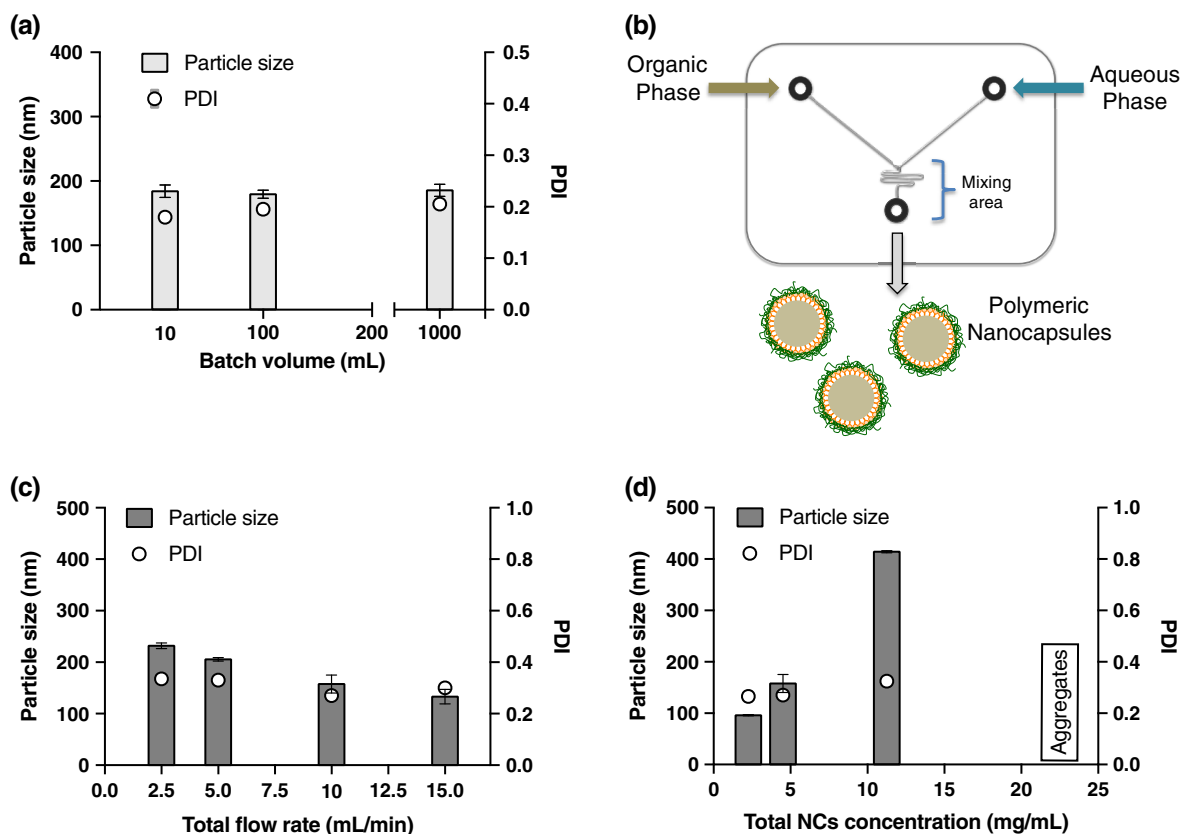 (a)
400
300
200
100
0
Particle size (nm)
Particle size
PDI
0.5
0.4
0.3
0.2
0.1
0.0
PDI
10
100
200
1000
Batch volume (mL)
(b)
Organic
Phase
Aqueous
Phase
Mixing
area
Polymeric
Nanocapsules
(c)
500
400
300
200
100
0
Particle size (nm)
Particle size
PDI
1.0
0.8
0.6
0.4
0.2
0.0
PDI
0.0
2.5
5.0
7.5
10
12.5
15.0
Total flow rate (mL/min)
(d)
500
400
300
200
100
0
Particle size (nm)
Particle size
PDI
Aggregates
1.0
0.8
0.6
0.4
0.2
0.0
PDI
0
5
10
15
20
25
Total NCs concentration (mg/mL)